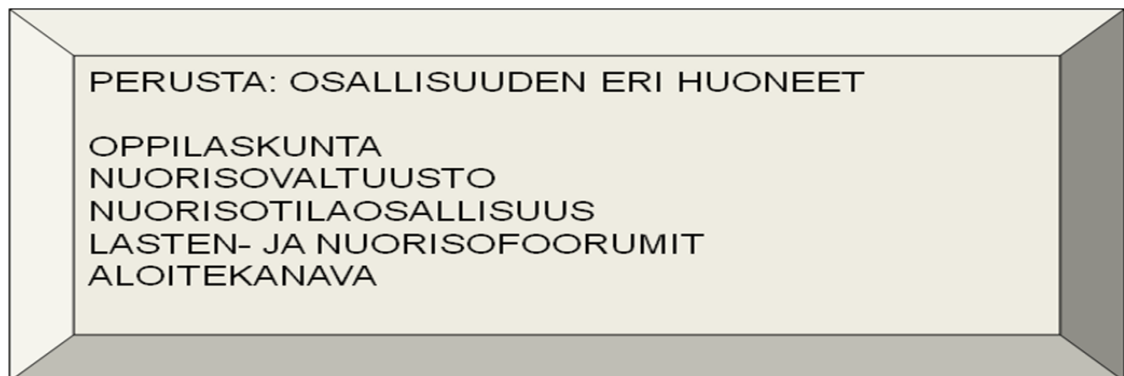 PERUSTA: OSALLISUUDEN ERI HUONEET
OPPILASKUNTA
NUORISOVALTUUSTO
NUORISOTILAOSALLISUUS
LASTEN- JA NUORISOFOORUMIT
ALOITEKANAVA